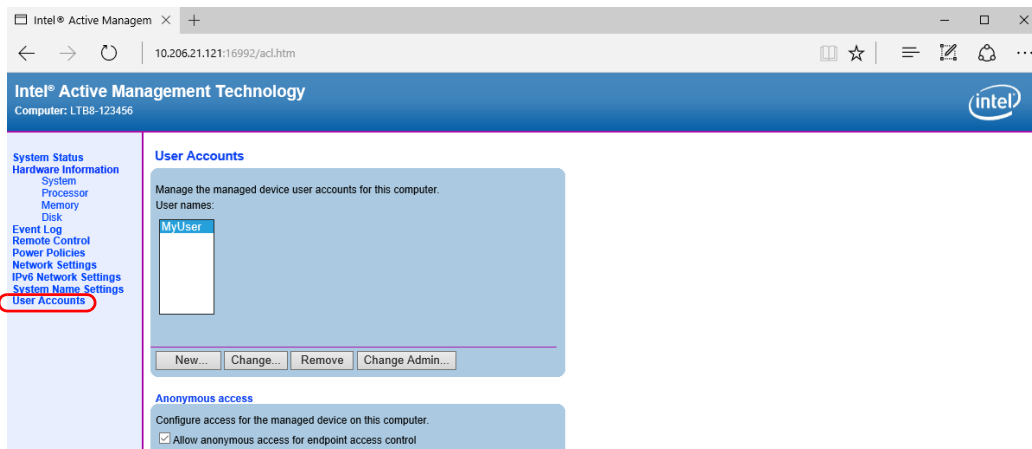 Intel® Active Managem
10.206.21.121:16992/acl.htm
Intel® Active Management Technology
Computer: LTB8-123456
intel
System Status
Hardware Information
System
Processor
Memory
Disk
Event Log
Remote Control
Power Policies
Network Settings
IPv6 Network Settings
System Name Settings
User Accounts
User Accounts
Manage the managed device user accounts for this computer.
User names:
MyUser
New... Change... Remove Change Admin...
Anonymous access
Configure access for the managed device on this computer.
Allow anonymous access for endpoint access control